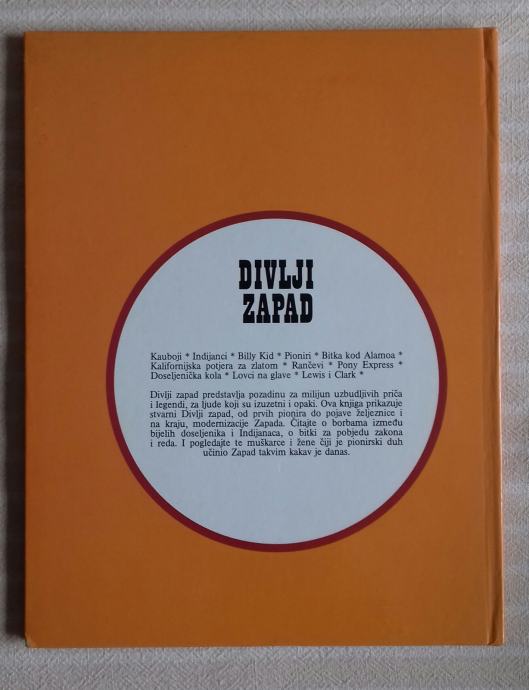 DIVLJI
ZAPAD
Kauboji * Indijanci * Billy Kid * Pioniri * Bitka kod Alamoa *
Kalifornijska potjera za zlatom * Rančevi * Pony Express *
Doseljenička kola * Lovci na glave * Lewis i Clark *
Divlji zapad predstavlja pozadinu za milijun uzbudljivih priča
i legendi, za ljude koji su izuzetni i opaki. Ova knjiga prikazuje
stvarni Divlji zapad, od prvih pionira do pojave željeznice i
na kraju, modernizacije Zapada. Čitajte o borbama između
bijelih doseljenika i Indijanaca, o bitki za pobjedu zakona
i reda. I pogledajte te muškarce i žene čiji je pionirski duh
učinio Zapad takvim kakav je danas.